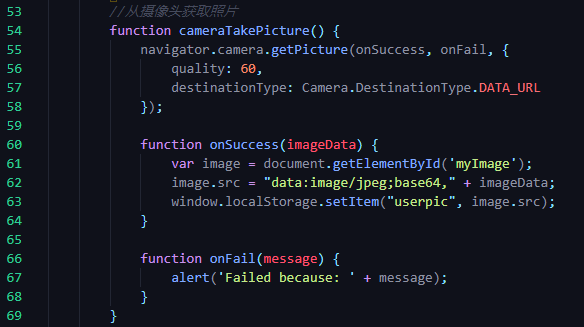 53 //从摄像头获取照片
54 function cameraTakePicture() {
55 navigator.camera.getPicture(onSuccess, onFail, {
56 quality: 60,
57 destinationType: Camera.DestinationType.DATA_URL
58 });
59
60 function onSuccess(imageData) {
61 var image = document.getElementById('myImage');
62 image.src = "data:image/jpeg;base64," + imageData;
63 window.localStorage.setItem("userpic", image.src);
64 }
65
66 function onFail(message) {
67 alert('Failed because: ' + message);
68 }
69 }